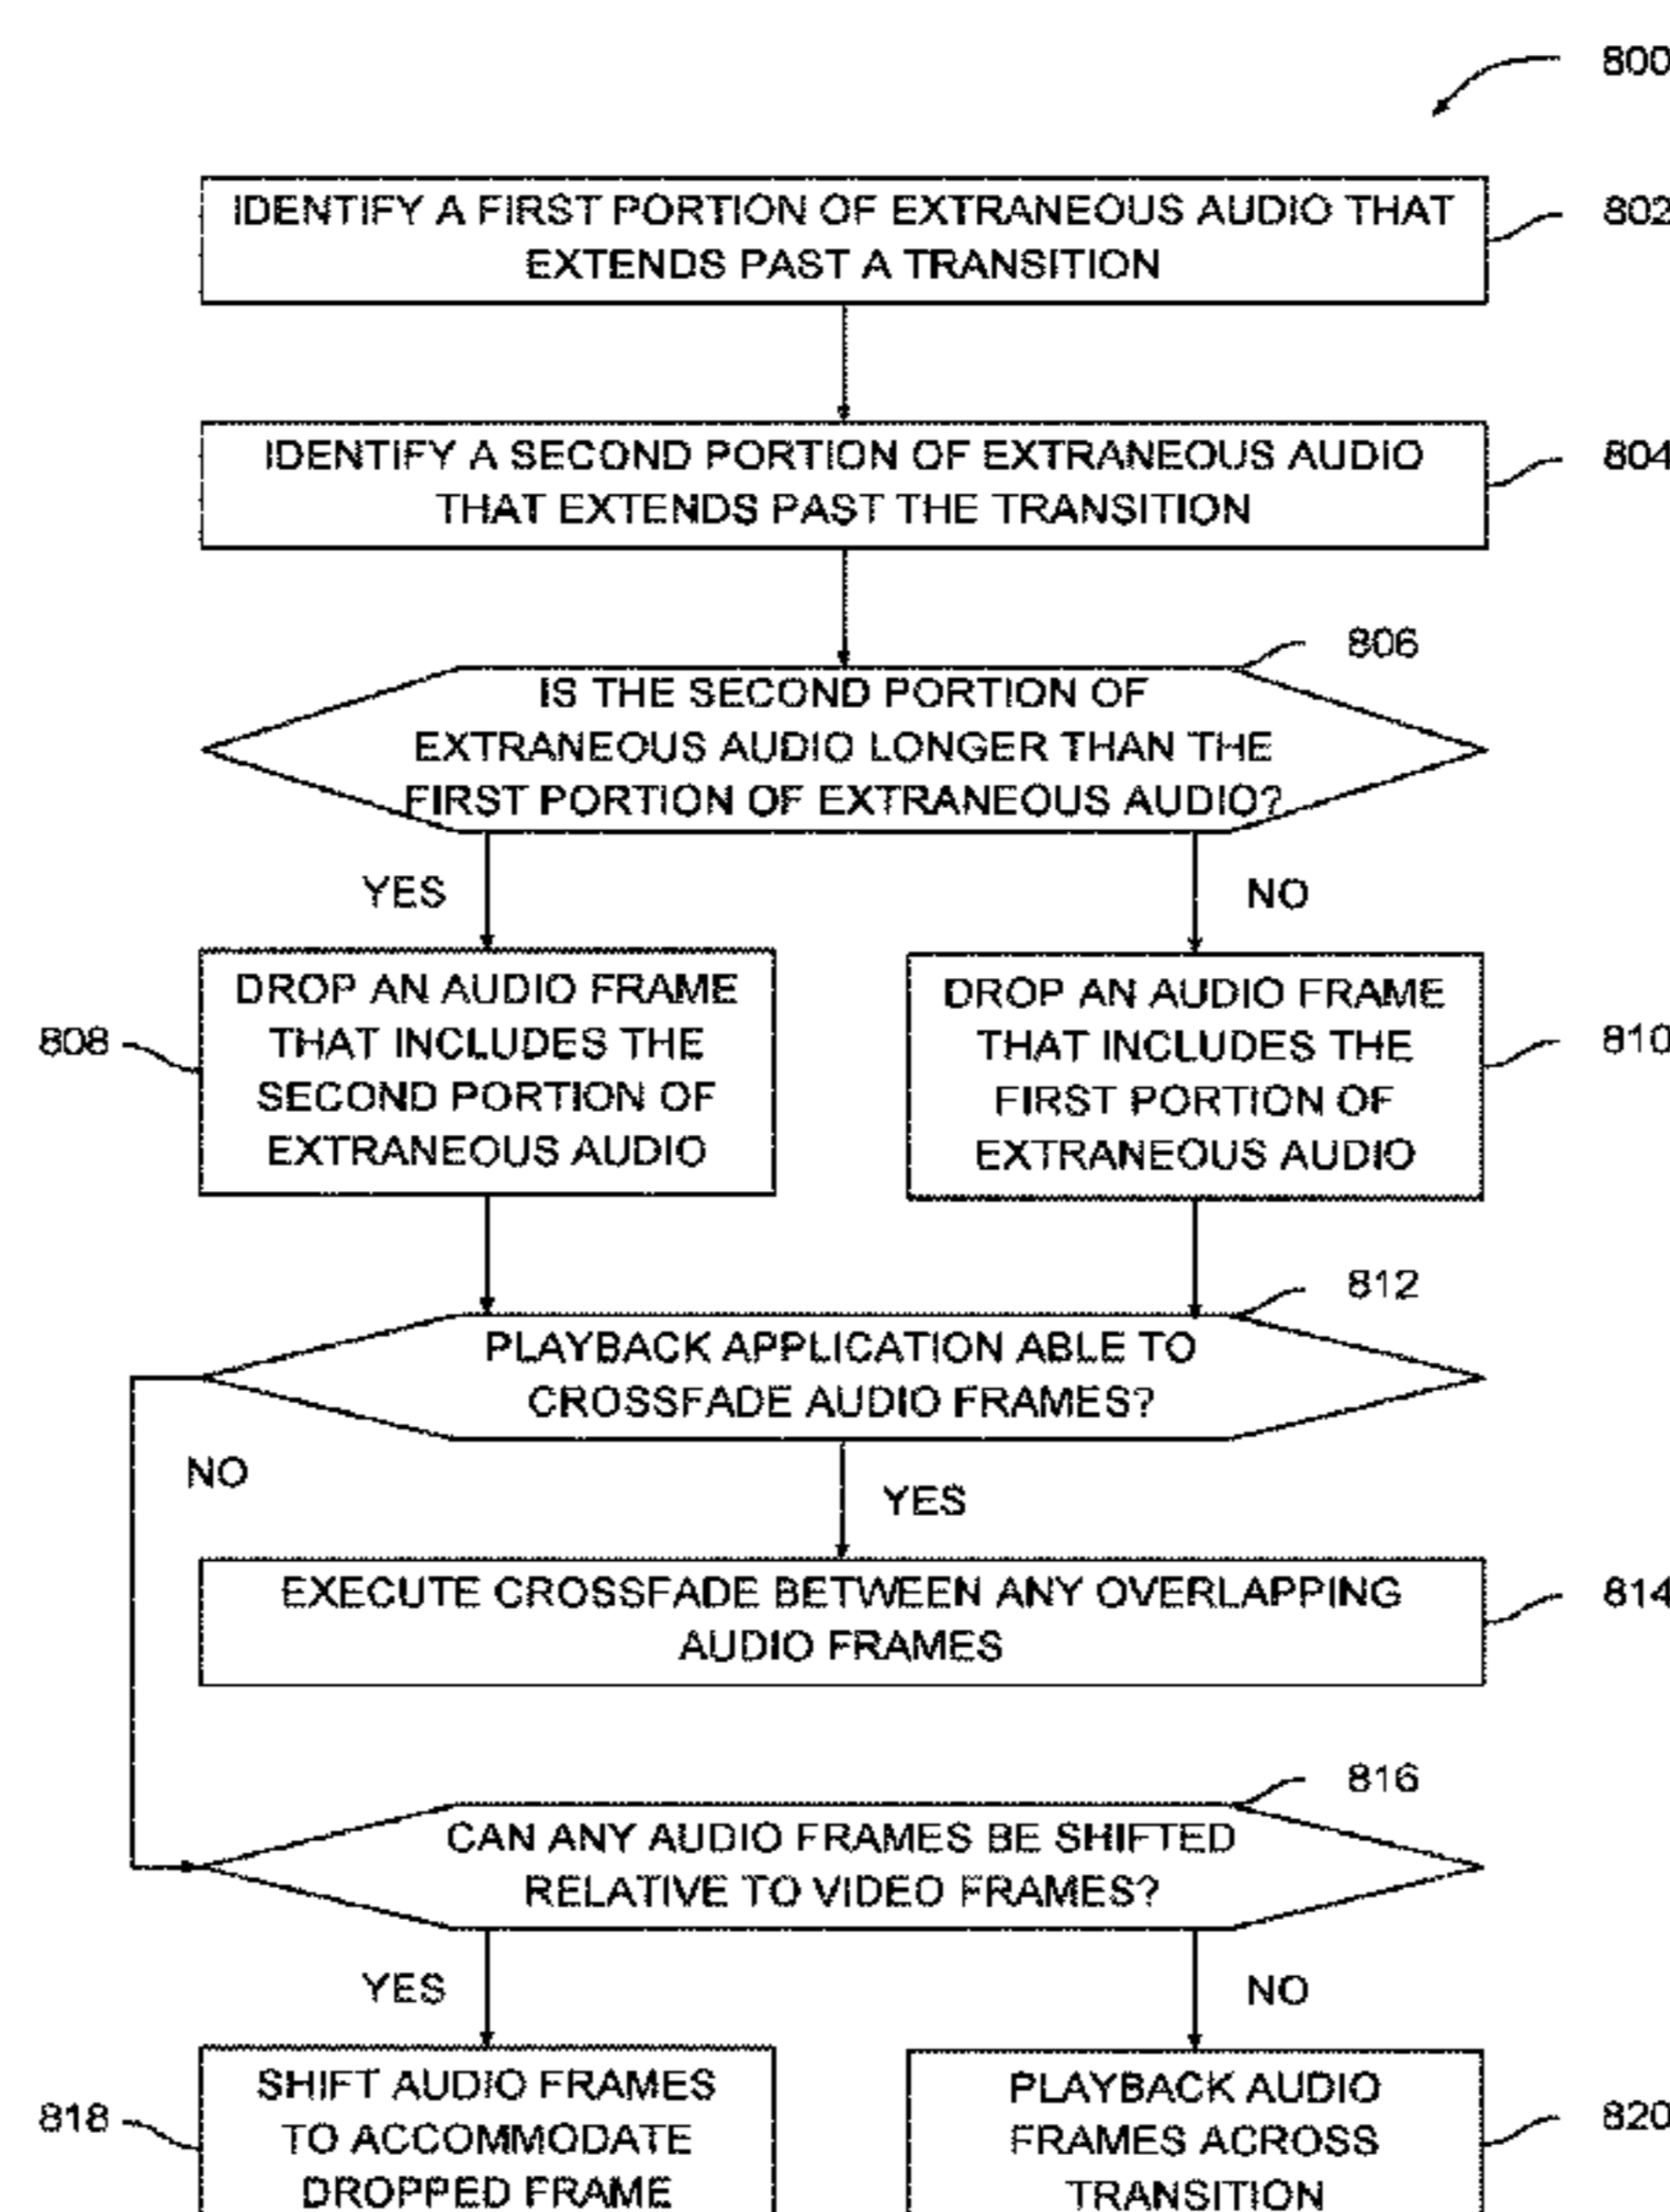 800
IDENTIFY A FIRST PORTION OF EXTRANEOUS AUDIO THAT
EXTENDS PAST A TRANSITION
802
IDENTIFY A SECOND PORTION OF EXTRANEOUS AUDIO
THAT EXTENDS PAST THE TRANSITION
804
806
IS THE SECOND PORTION OF
EXTRANEOUS AUDIO LONGER THAN THE
FIRST PORTION OF EXTRANEOUS AUDIO?
YES
NO
808
DROP AN AUDIO FRAME
THAT INCLUDES THE
SECOND PORTION OF
EXTRANEOUS AUDIO
DROP AN AUDIO FRAME
THAT INCLUDES THE
FIRST PORTION OF
EXTRANEOUS AUDIO
810
812
PLAYBACK APPLICATION ABLE TO
CROSSFADE AUDIO FRAMES?
NO
YES
EXECUTE CROSSFADE BETWEEN ANY OVERLAPPING
AUDIO FRAMES
814
816
CAN ANY AUDIO FRAMES BE SHIFTED
RELATIVE TO VIDEO FRAMES?
YES
NO
818
SHIFT AUDIO FRAMES
TO ACCOMMODATE
DROPPED FRAME
PLAYBACK AUDIO
FRAMES ACROSS
TRANSITION
820